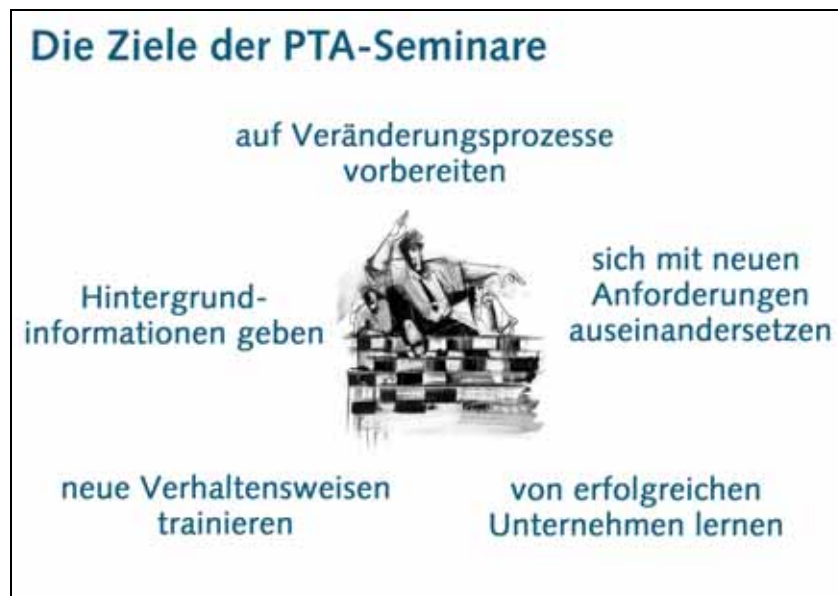 Die Ziele der PTA-Seminare
auf Veränderungsprozesse
vorbereiten
Hintergrund-
informationen geben
sich mit neuen
Anforderungen
auseinandersetzen
neue Verhaltensweisen
trainieren
von erfolgreichen
Unternehmen lernen